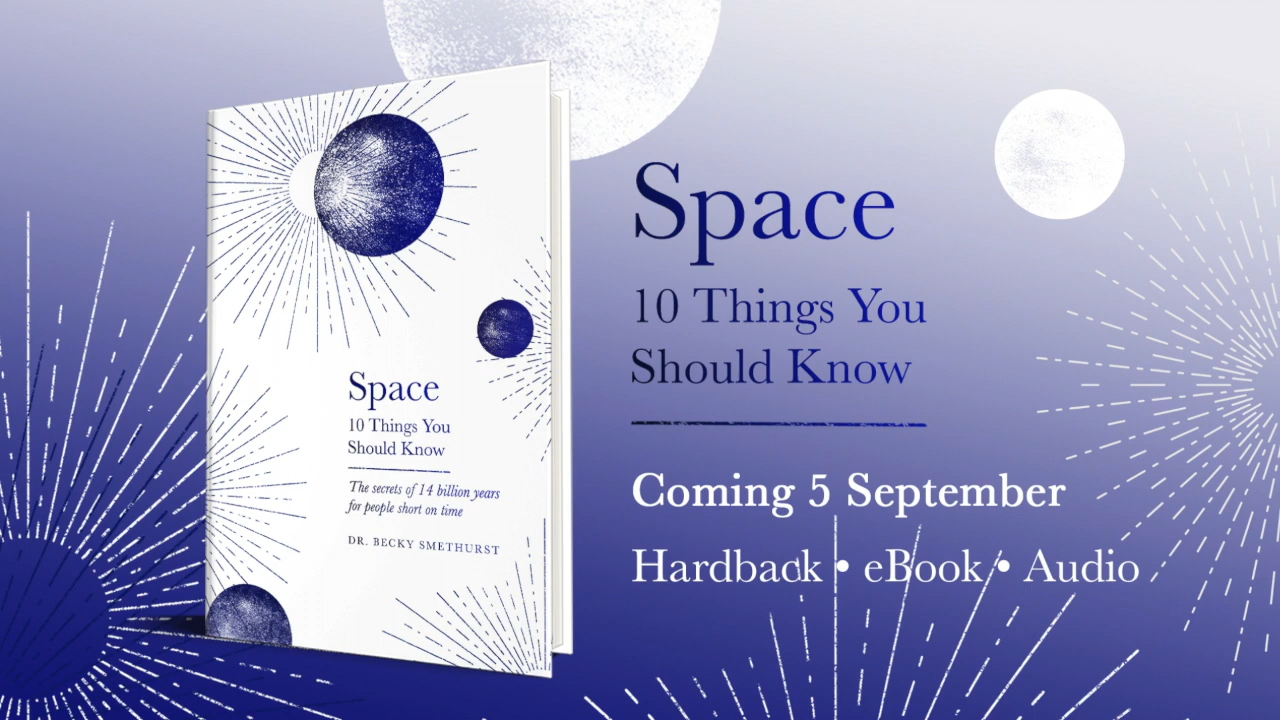 Space
10 Things You
Should Know
The secrets of 14 billion years
for people short on time
DR. BECKY SMETHURST
Space
10 Things You
Should Know
Coming 5 September
Hardback • eBook • Audio